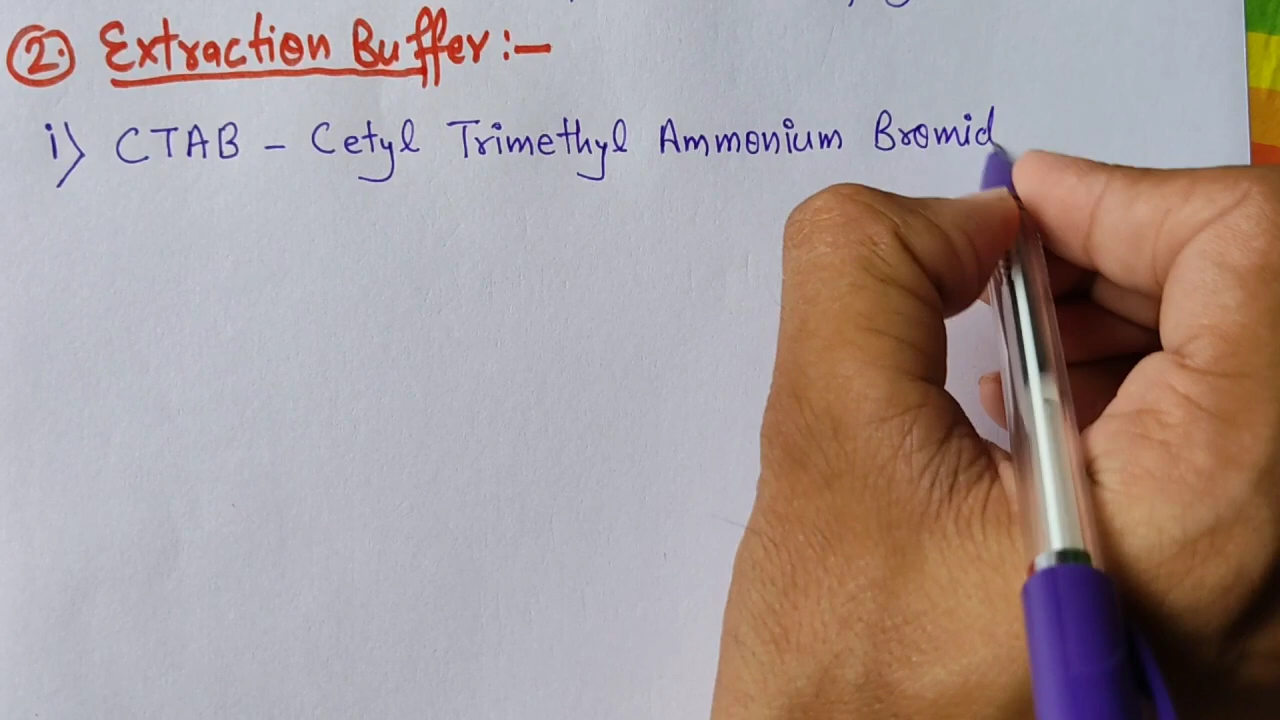 2. Extraction Buffer:-
i) CTAB - Cetyl Trimethyl Ammonium Bromid